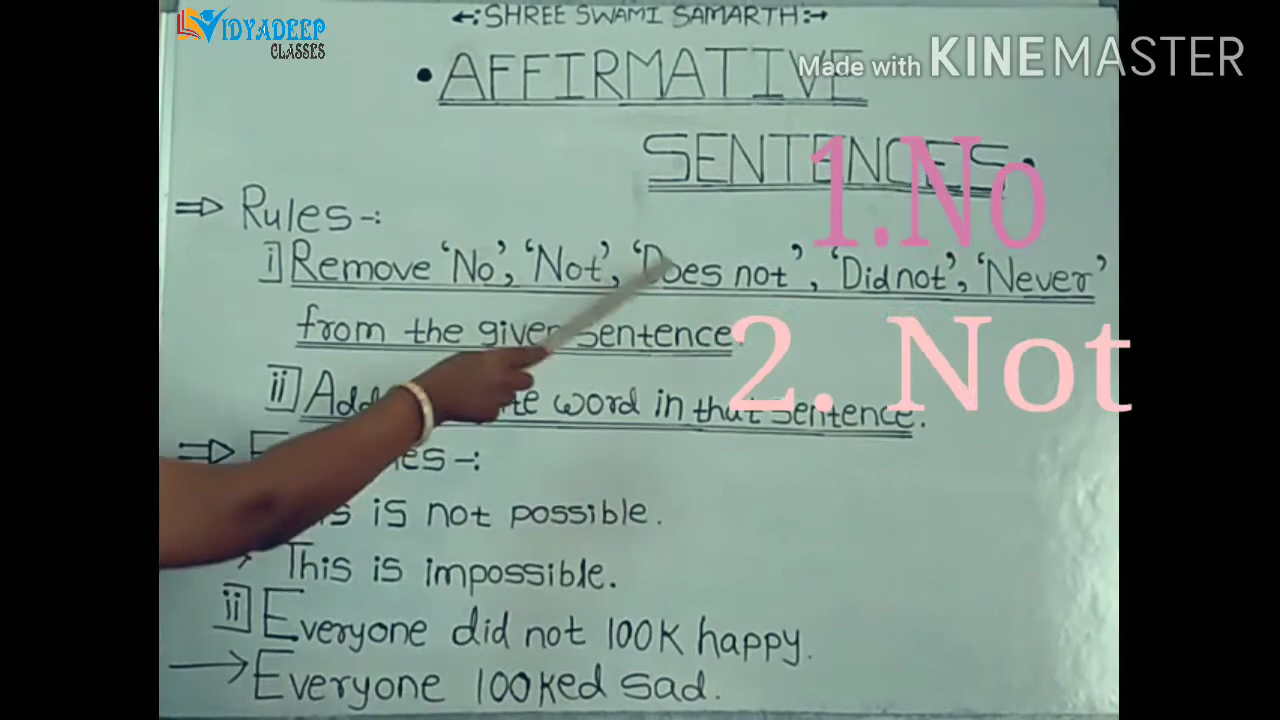 ←:SHREE SWAMI SAMARTH:→
VIDYADEEP
CLASSES
Made with KINEMASTER
• AFFIRMATIVE
SENTENCES •
1.No
⇒ Rules-:
i] Remove 'No', 'Not', 'Does not', 'Did not', 'Never'
from the given sentence.
2. Not
ii] Add word in that sentence.
⇒
is not possible.
This is impossible.
ii] Everyone did not look happy.
→ Everyone looked sad.